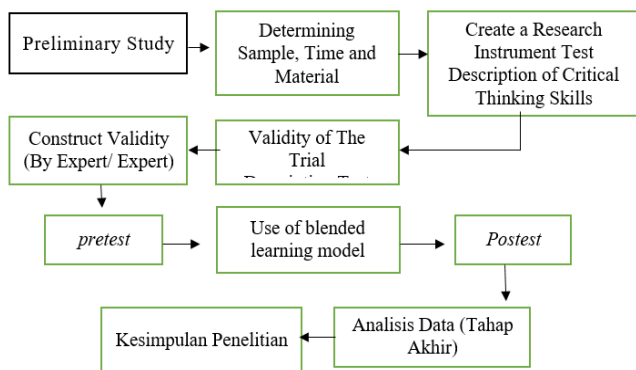 Preliminary Study
Determining
Sample, Time and
Material
Create a Research
Instrument Test
Description of Critical
Thinking Skills
Construct Validity
(By Expert/ Expert)
Validity of The
Trial
pretest
Use of blended
learning model
Postest
Kesimpulan Penelitian
Analisis Data (Tahap
Akhir)